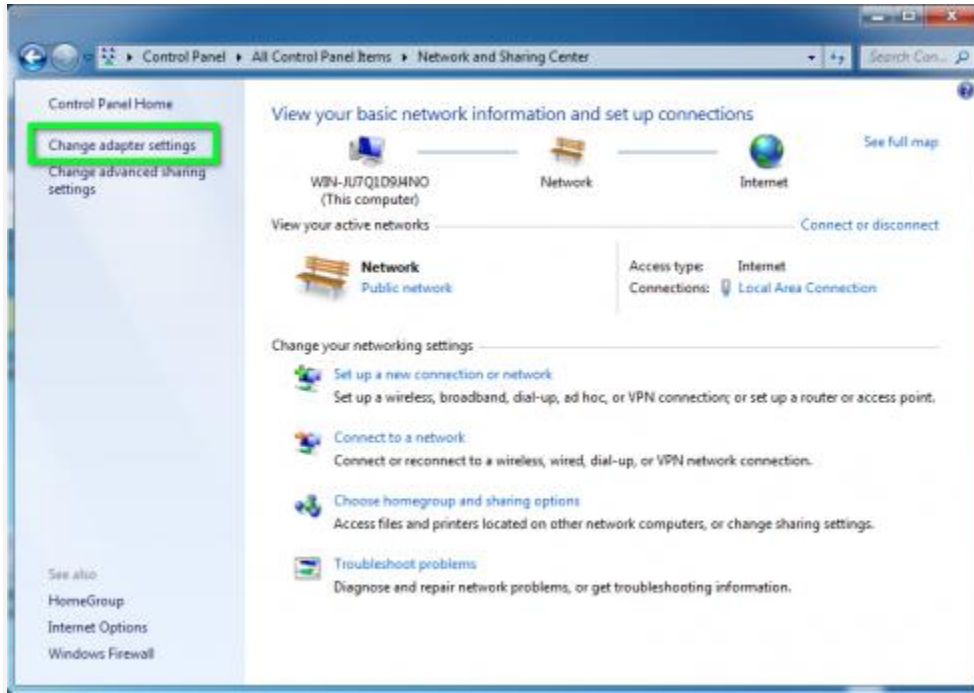 Control Panel ▸ All Control Panel Items ▸ Network and Sharing Center
Search Con...
Control Panel Home
Change adapter settings
Change advanced sharing
settings
View your basic network information and set up connections
See full map
WIN-JU7Q1D9J4NO
(This computer)
Network
Internet
View your active networks
Connect or disconnect
Network
Public network
Access type: Internet
Connections: Local Area Connection
Change your networking settings
Set up a new connection or network
Set up a wireless, broadband, dial-up, ad hoc, or VPN connection; or set up a router or access point.
Connect to a network
Connect or reconnect to a wireless, wired, dial-up, or VPN network connection.
Choose homegroup and sharing options
Access files and printers located on other network computers, or change sharing settings.
Troubleshoot problems
Diagnose and repair network problems, or get troubleshooting information.
See also
HomeGroup
Internet Options
Windows Firewall